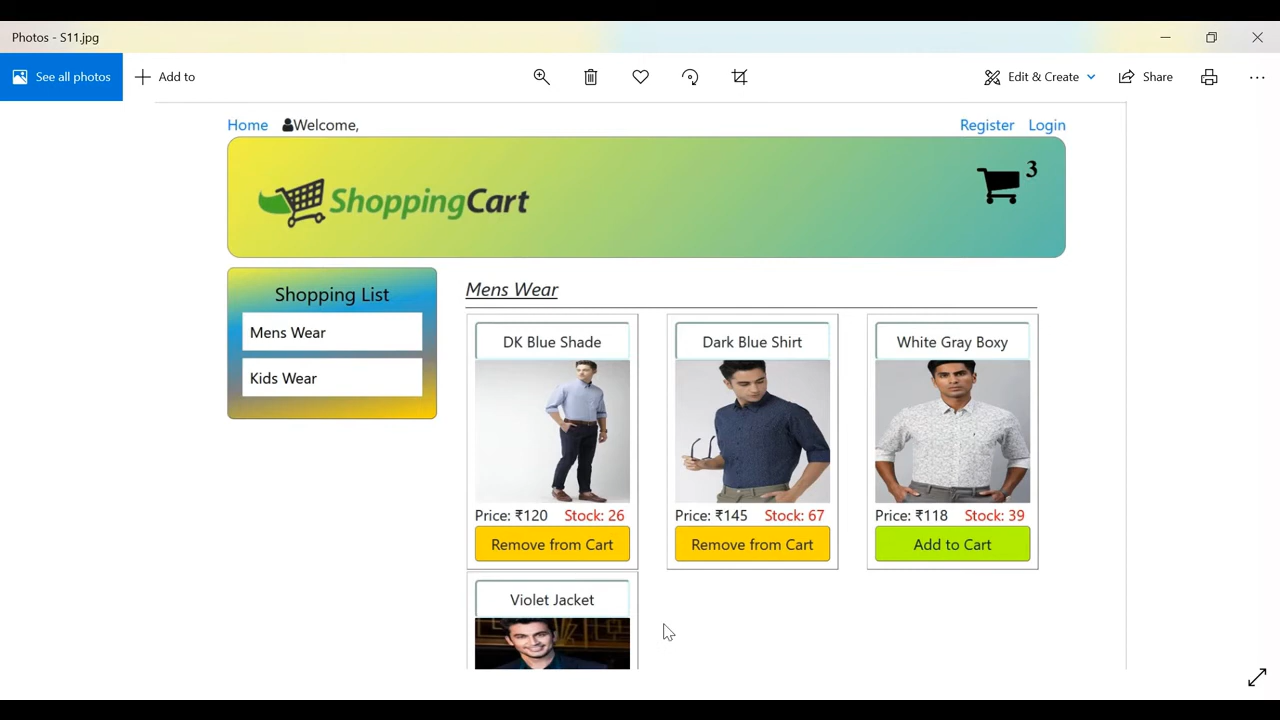 Photos - S11.jpg
See all photos
Add to
Edit & Create
Share
Home
Welcome,
Register
Login
ShoppingCart
3
Shopping List
Mens Wear
Kids Wear
Mens Wear
DK Blue Shade
Dark Blue Shirt
White Gray Boxy
Price: ₹120 Stock: 26
Price: ₹145 Stock: 67
Price: ₹118 Stock: 39
Remove from Cart
Remove from Cart
Add to Cart
Violet Jacket